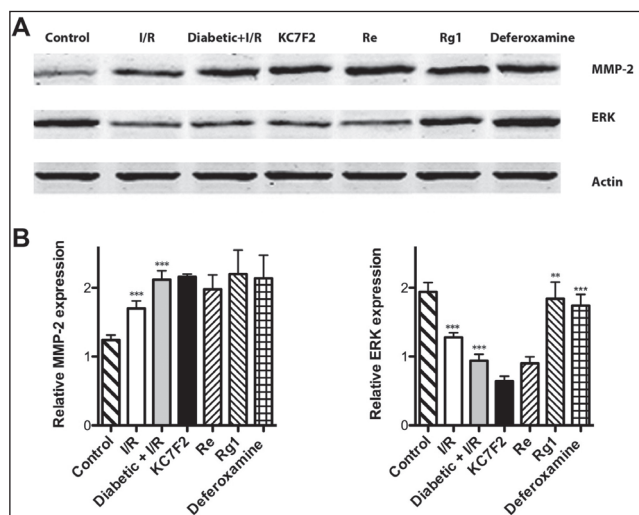 A
Control I/R Diabetic+I/R KC7F2 Re Rg1 Deferoxamine
MMP-2
ERK
Actin
B
Relative MMP-2 expression
2
1
0
***
***
Control
I/R
Diabetic + I/R
KC7F2
Re
Rg1
Deferoxamine
Relative ERK expression
2
1
0
***
***
**
***
Control
I/R
Diabetic + I/R
KC7F2
Re
Rg1
Deferoxamine